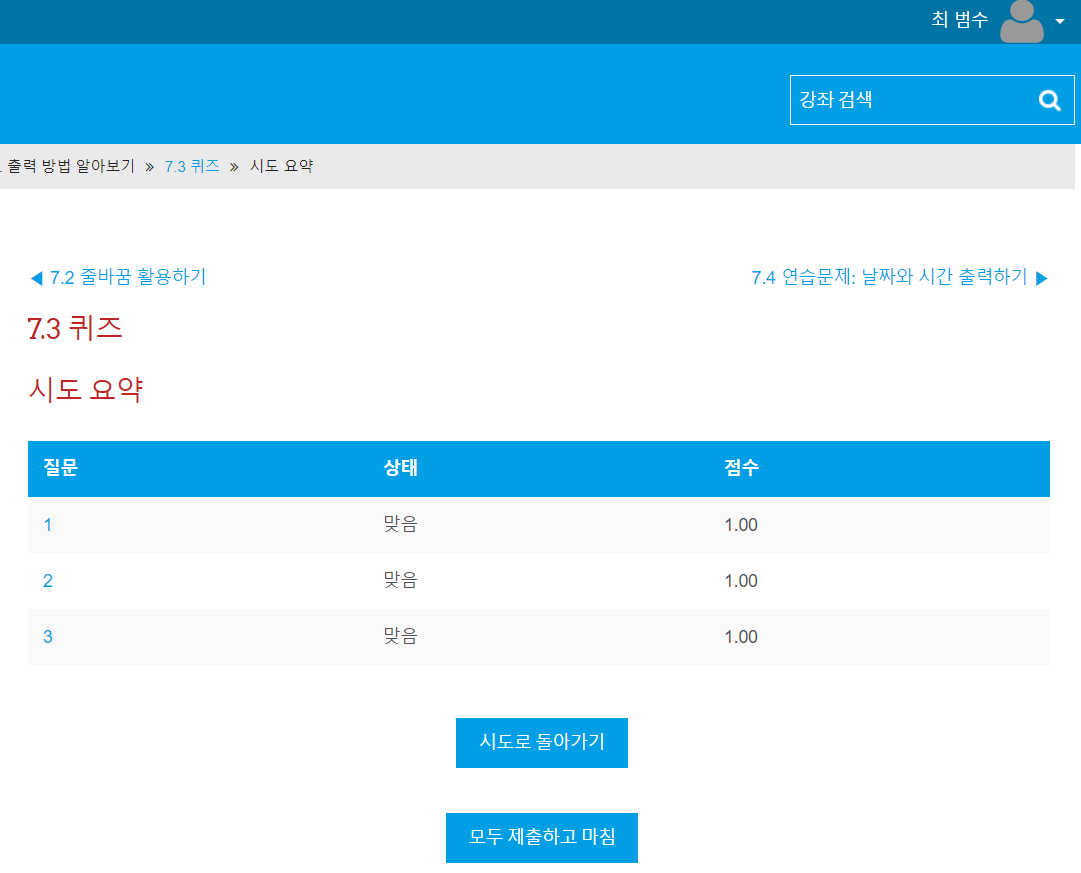 최 범수
강좌 검색
. 출력 방법 알아보기 » 7.3 퀴즈 » 시도 요약
◀ 7.2 줄바꿈 활용하기
7.4 연습문제: 날짜와 시간 출력하기 ▶
7.3 퀴즈
시도 요약
질문 상태 점수
1 맞음 1.00
2 맞음 1.00
3 맞음 1.00
시도로 돌아가기
모두 제출하고 마침